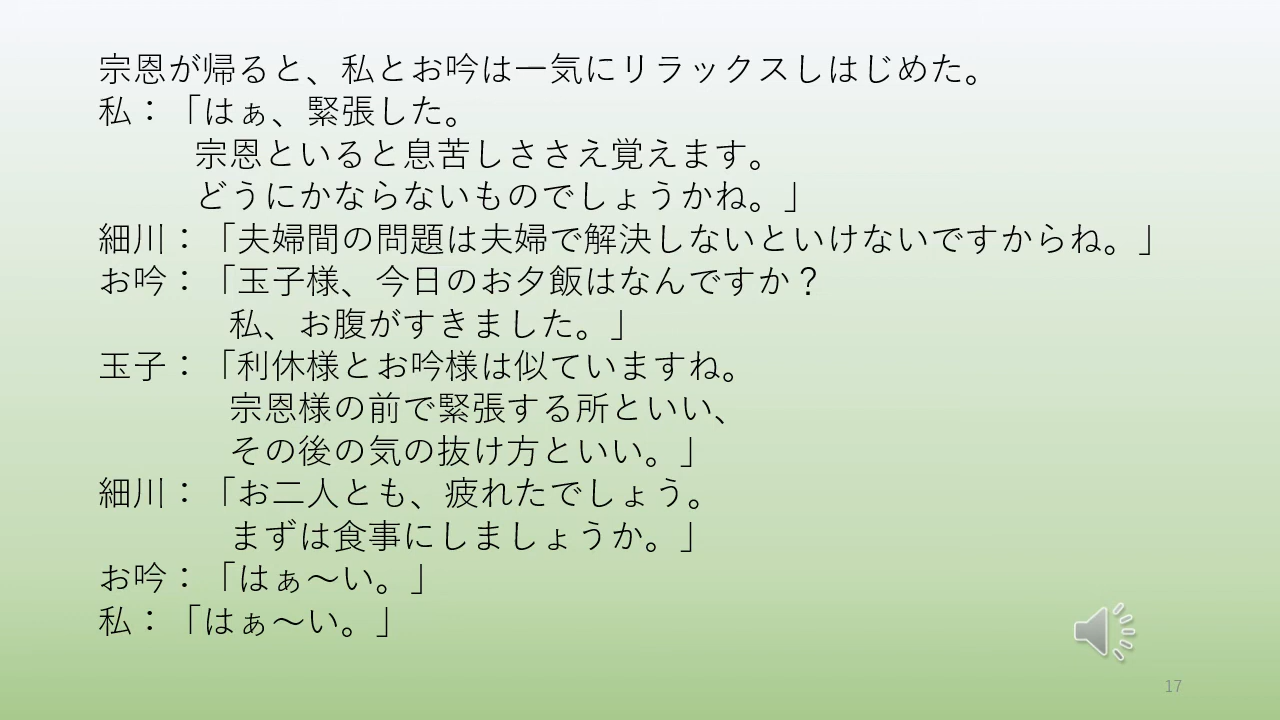 宗恩が帰ると、私とお吟は一気にリラックスしはじめた。
私：「はぁ、緊張した。
宗恩といると息苦しささえ覚えます。
どうにかならないものでしょうかね。」
細川：「夫婦間の問題は夫婦で解決しないといけないですからね。」
お吟：「玉子様、今日のお夕飯はなんですか？
私、お腹がすきました。」
玉子：「利休様とお吟様は似ていますね。
宗恩様の前で緊張する所といい、
その後の気の抜け方といい。」
細川：「お二人とも、疲れたでしょう。
まずは食事にしましょうか。」
お吟：「はぁ～い。」
私：「はぁ～い。」
17